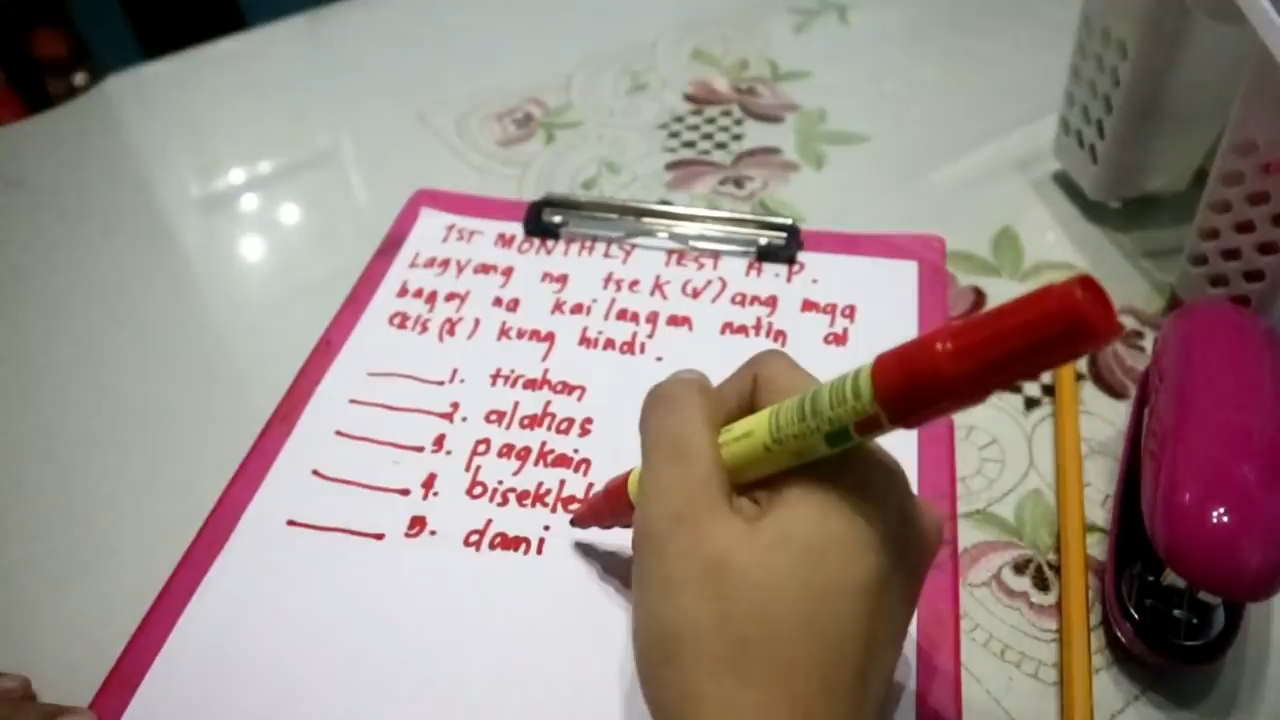 1ST MONTHLY TEST A.P.
Lagyang ng tsek (√) ang mga
bagay na kailangan natin at
ekis (X) kung hindi.
1. tirahan
2. alahas
3. pagkain
4. bisekle
5. dami